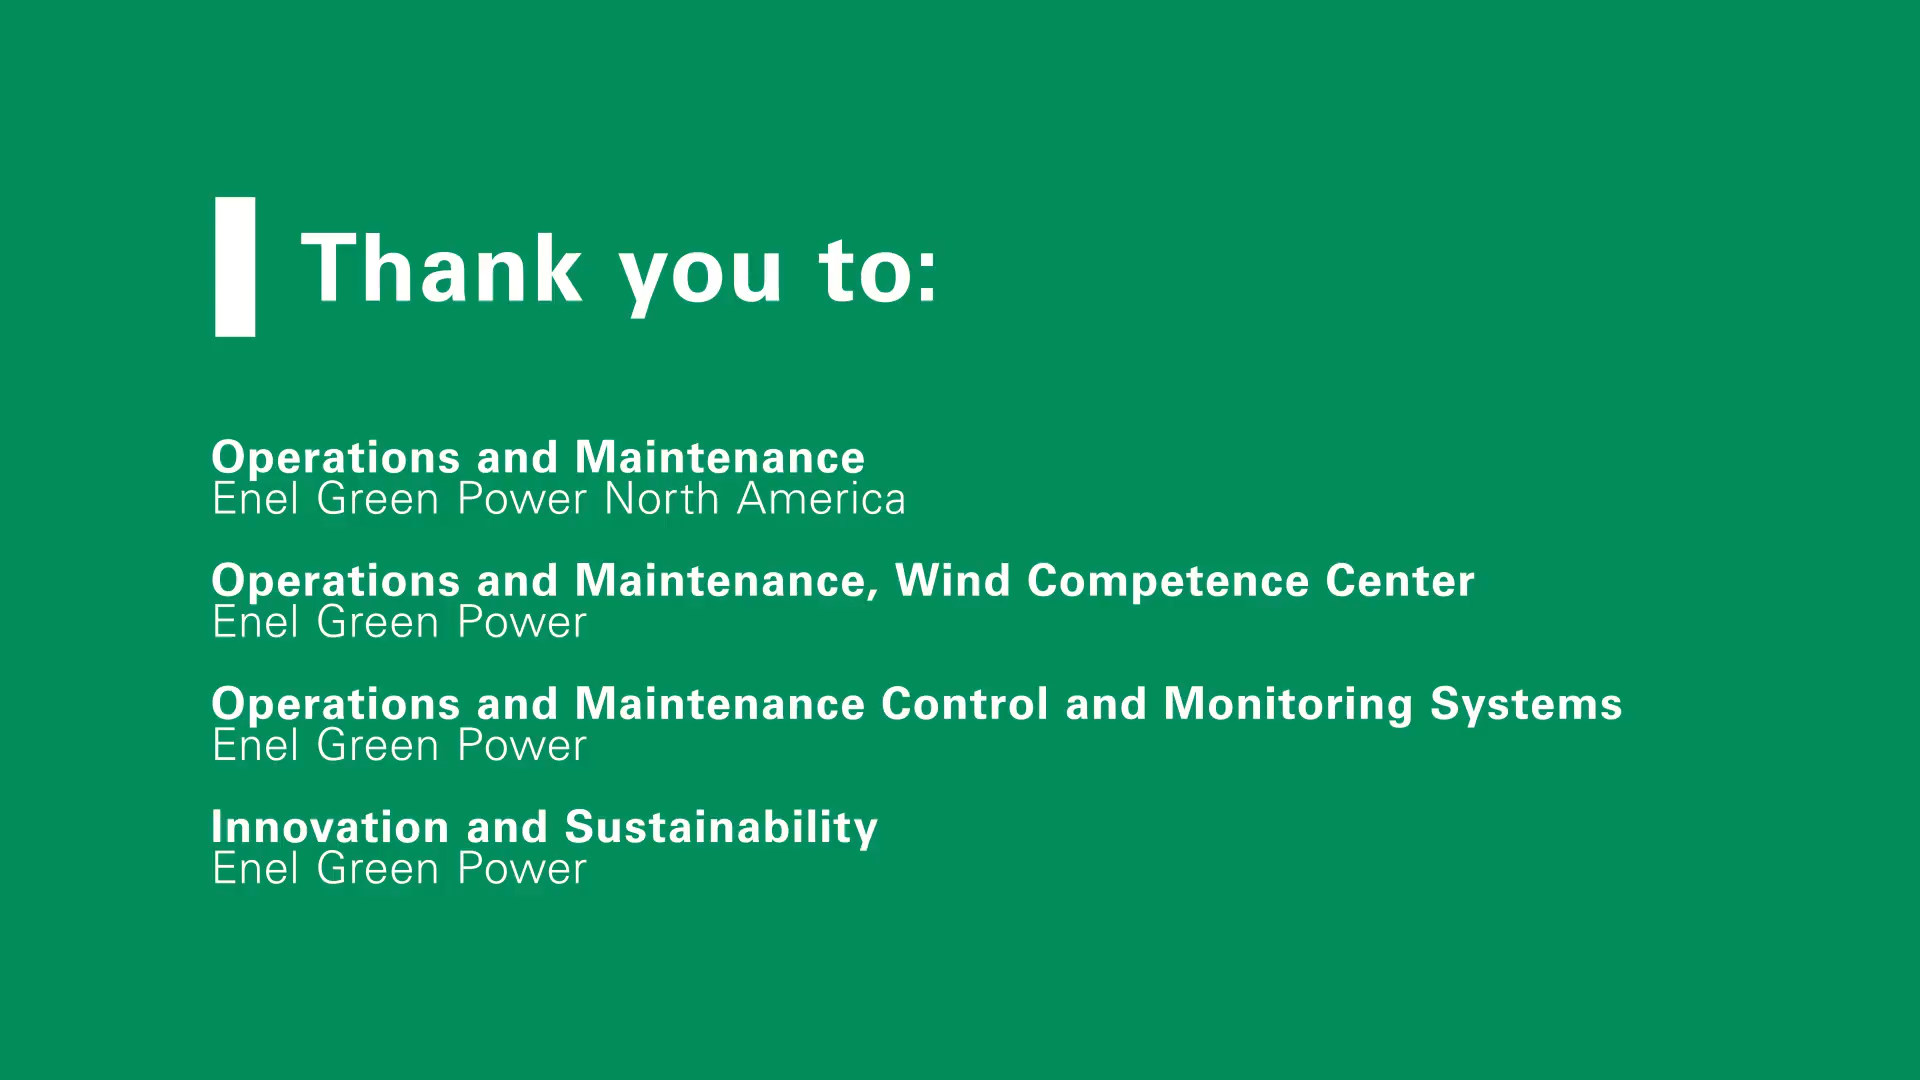 Thank you to:
Operations and Maintenance
Enel Green Power North America
Operations and Maintenance, Wind Competence Center
Enel Green Power
Operations and Maintenance Control and Monitoring Systems
Enel Green Power
Innovation and Sustainability
Enel Green Power